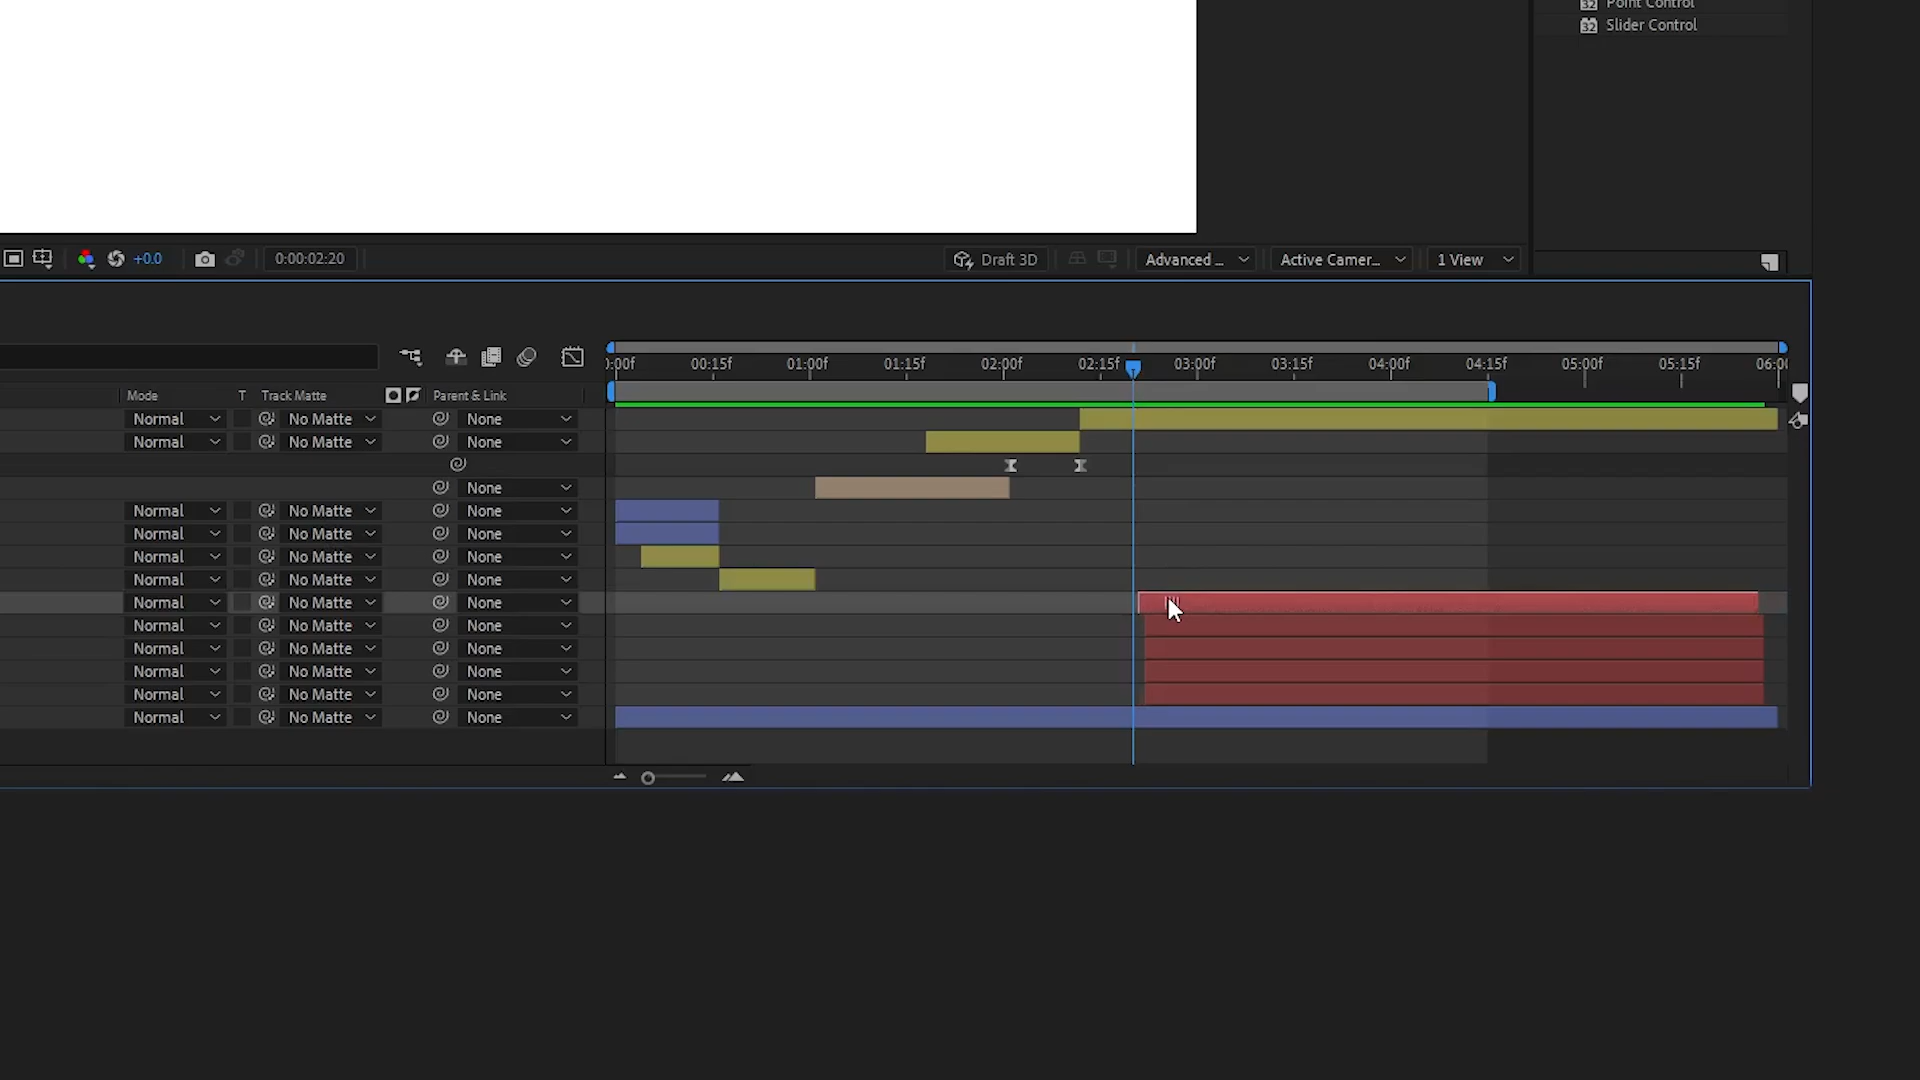 Point Control
Slider Control
+0.0
0:00:02:20
Draft 3D
Advanced ...
Active Camer...
1 View
:00f 00:15f 01:00f 01:15f 02:00f 02:15f 03:00f 03:15f 04:00f 04:15f 05:00f 05:15f 06:00
Mode T Track Matte Parent & Link
Normal No Matte None
Normal No Matte None
None
Normal No Matte None
Normal No Matte None
Normal No Matte None
Normal No Matte None
Normal No Matte None
Normal No Matte None
Normal No Matte None
Normal No Matte None
Normal No Matte None
Normal No Matte None